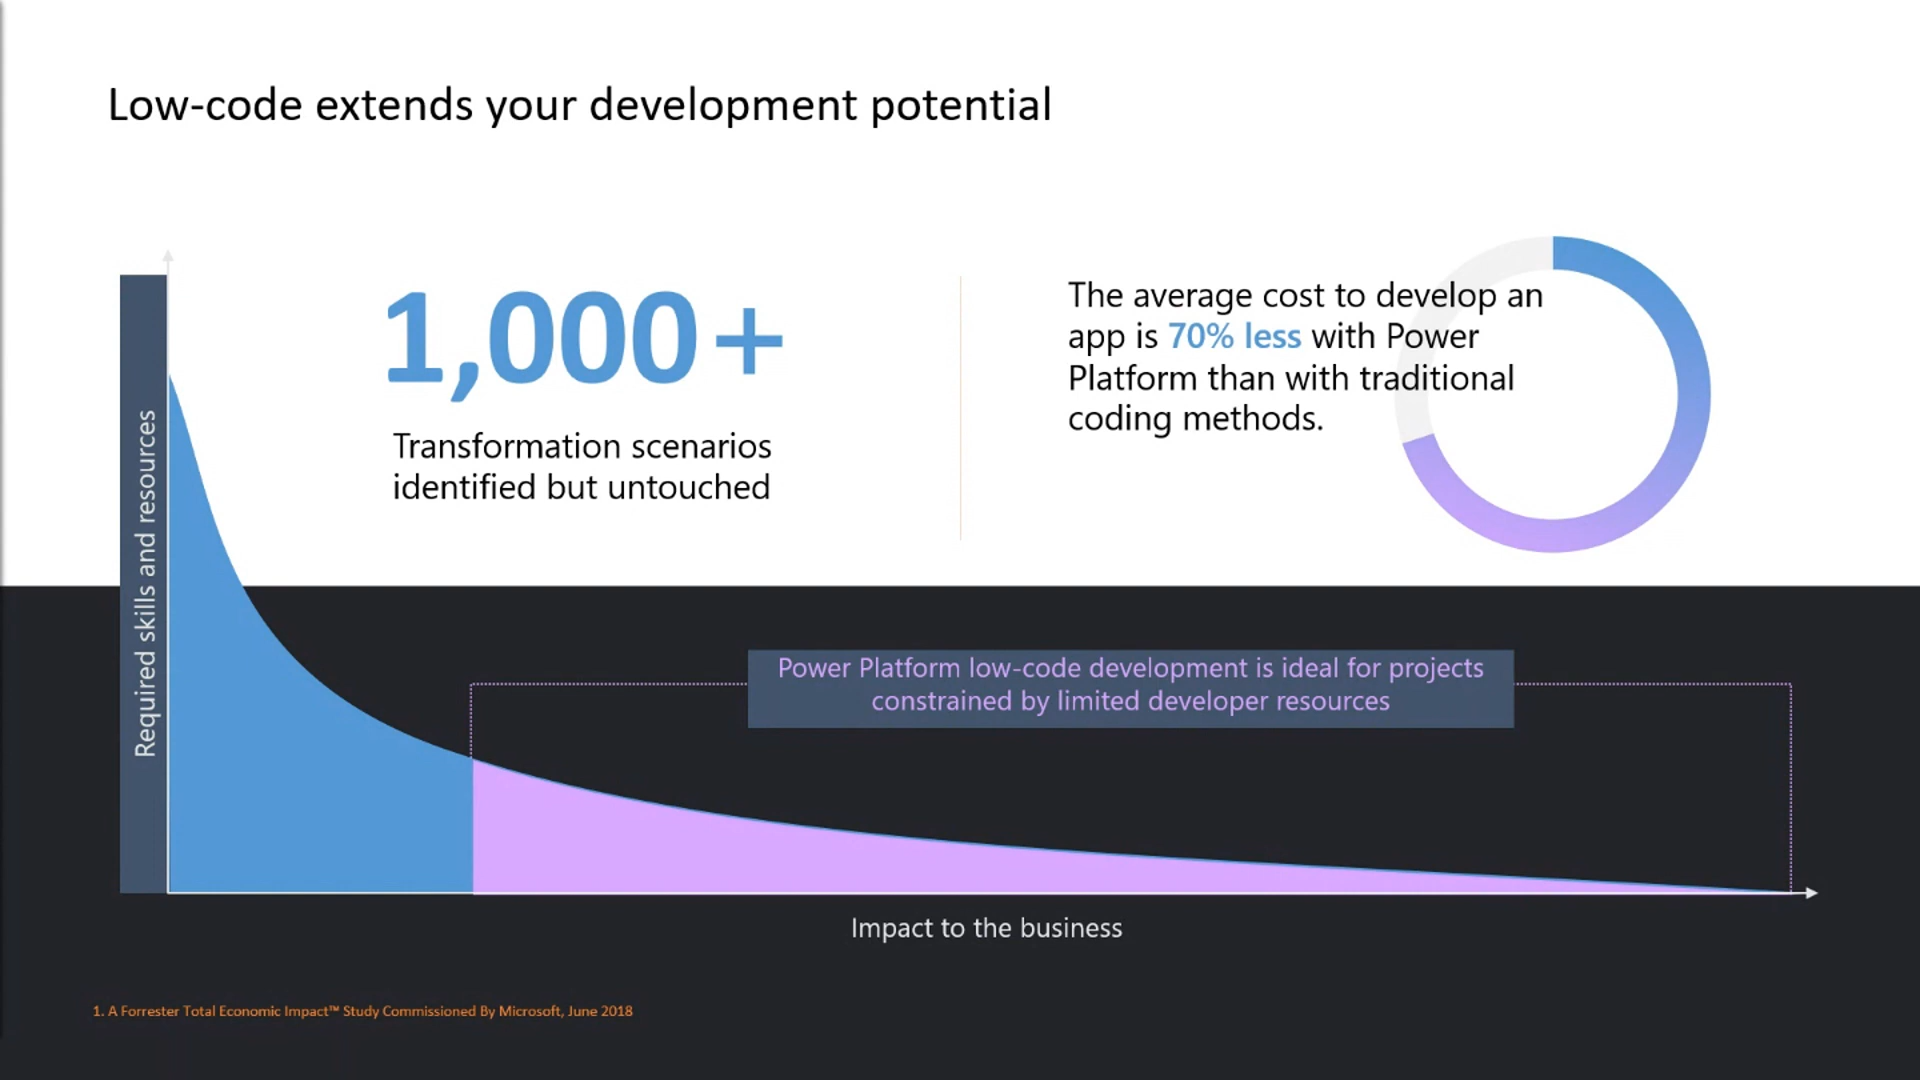 Low-code extends your development potential
1,000+
Transformation scenarios
identified but untouched
The average cost to develop an
app is 70% less with Power
Platform than with traditional
coding methods.
Required skills and resources
Power Platform low-code development is ideal for projects
constrained by limited developer resources
Impact to the business
1. A Forrester Total Economic Impact™ Study Commissioned By Microsoft, June 2018